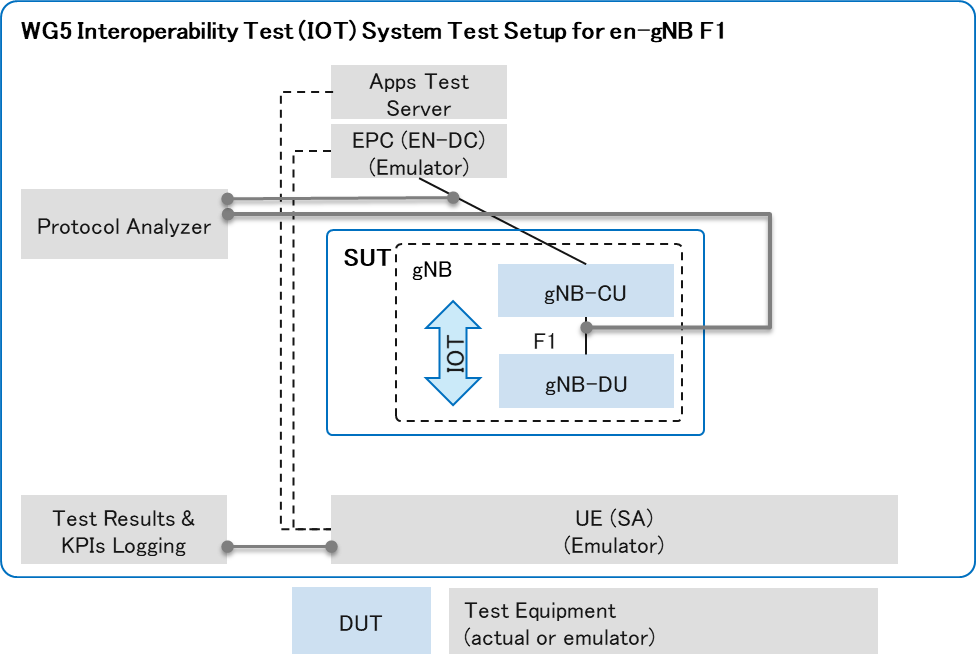 WG5 Interoperability Test (IOT) System Test Setup for en-gNB F1
Apps Test
Server
EPC (EN-DC)
(Emulator)
Protocol Analyzer
SUT
gNB
gNB-CU
IOT
F1
gNB-DU
Test Results &
KPIs Logging
UE (SA)
(Emulator)
DUT
Test Equipment
(actual or emulator)